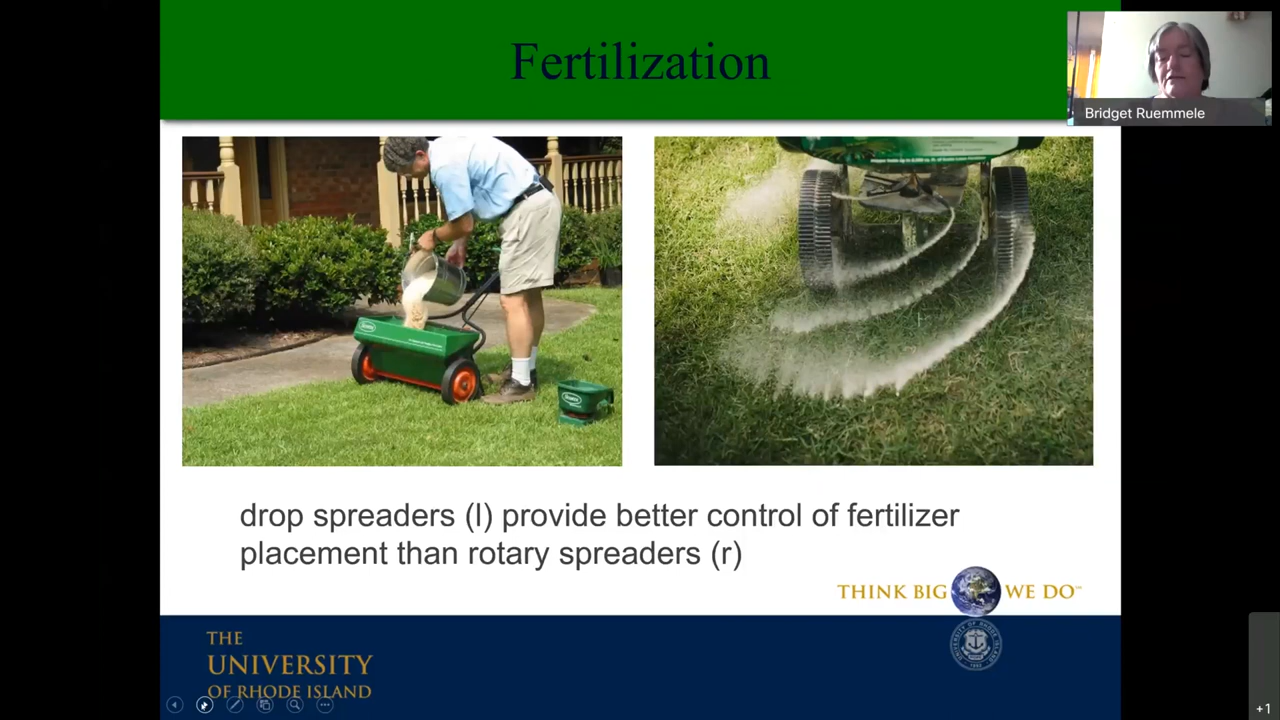 Fertilization
Bridget Ruemmele
drop spreaders (l) provide better control of fertilizer
placement than rotary spreaders (r)
THINK BIG WE DO℠
THE
UNIVERSITY
OF RHODE ISLAND
+1